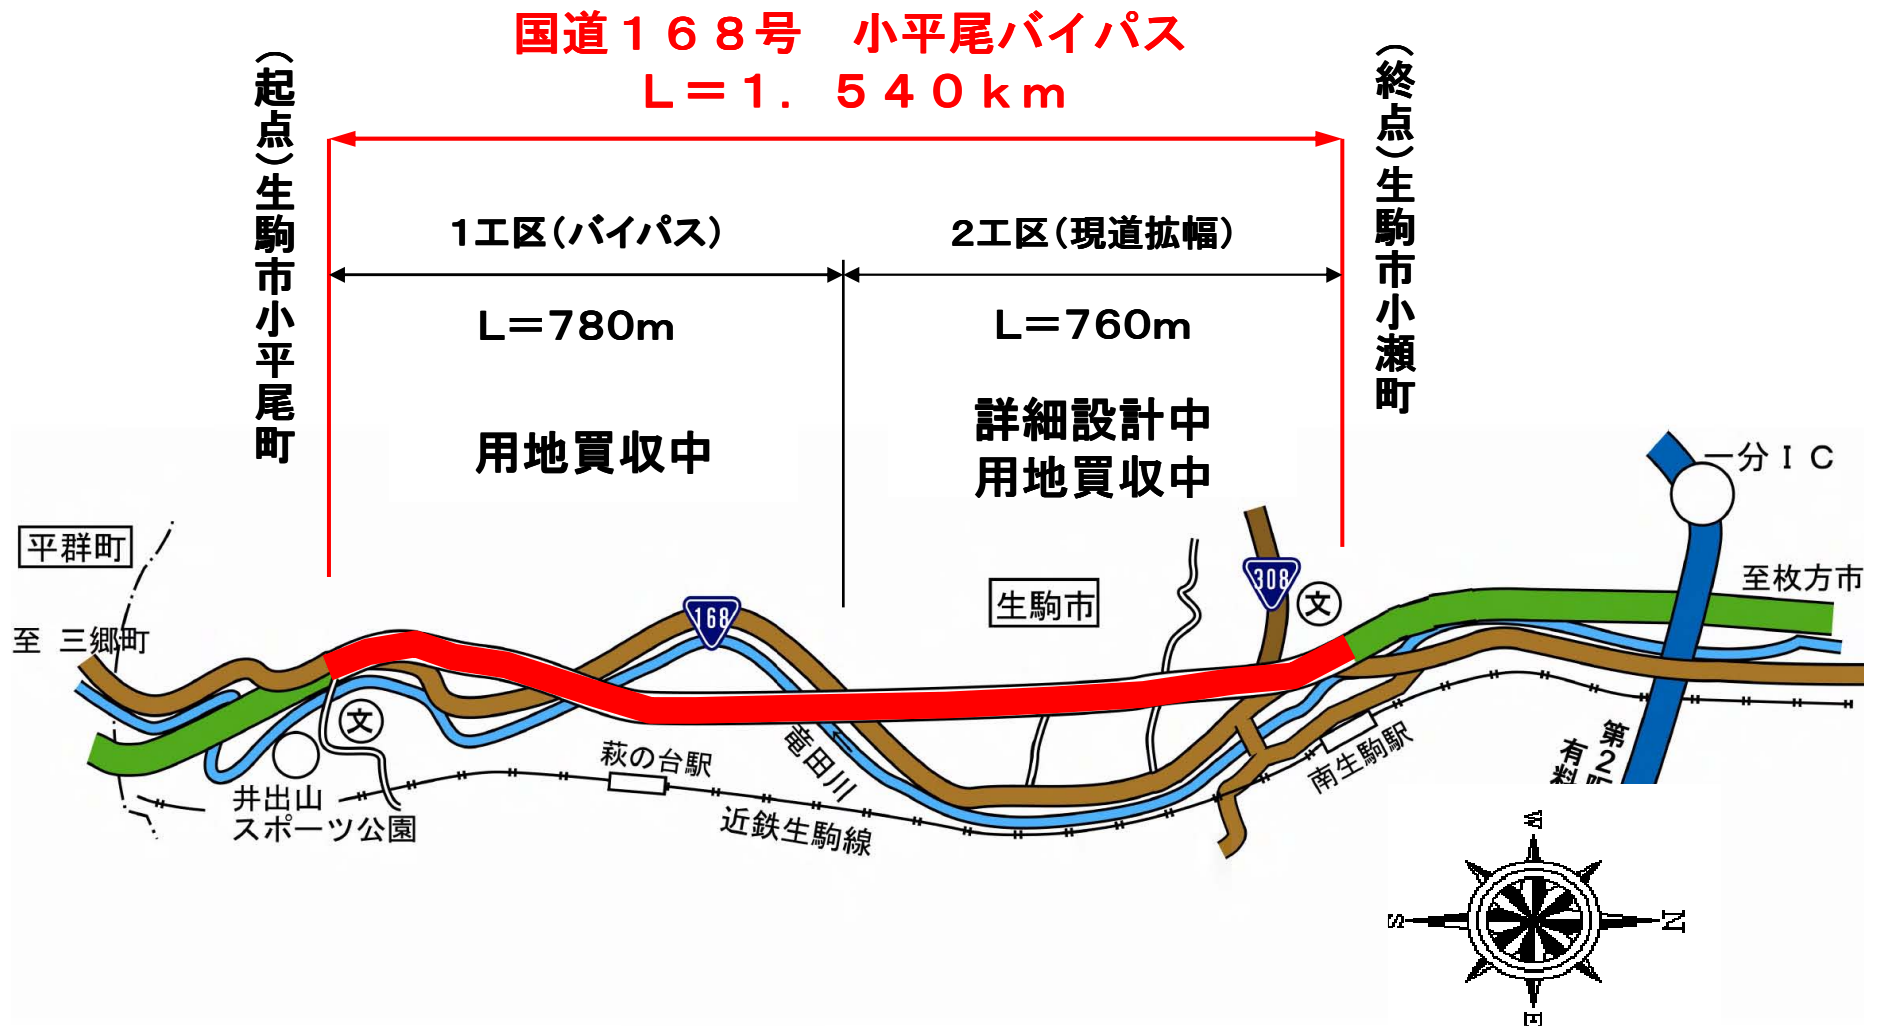 国道１６８号　小平尾バイパス
Ｌ＝１．５４０ｋｍ
（起点）生駒市小平尾町
（終点）生駒市小瀬町
１工区（バイパス）
２工区（現道拡幅）
Ｌ＝780ｍ
Ｌ＝760ｍ
用地買収中
詳細設計中
用地買収中
一分ＩＣ
平群町
至枚方市
308
文
生駒市
168
至 三郷町
文
萩の台駅
竜田川
南生駒駅
第２阪
有料
井出山
スポーツ公園
近鉄生駒線
W
S
N
E